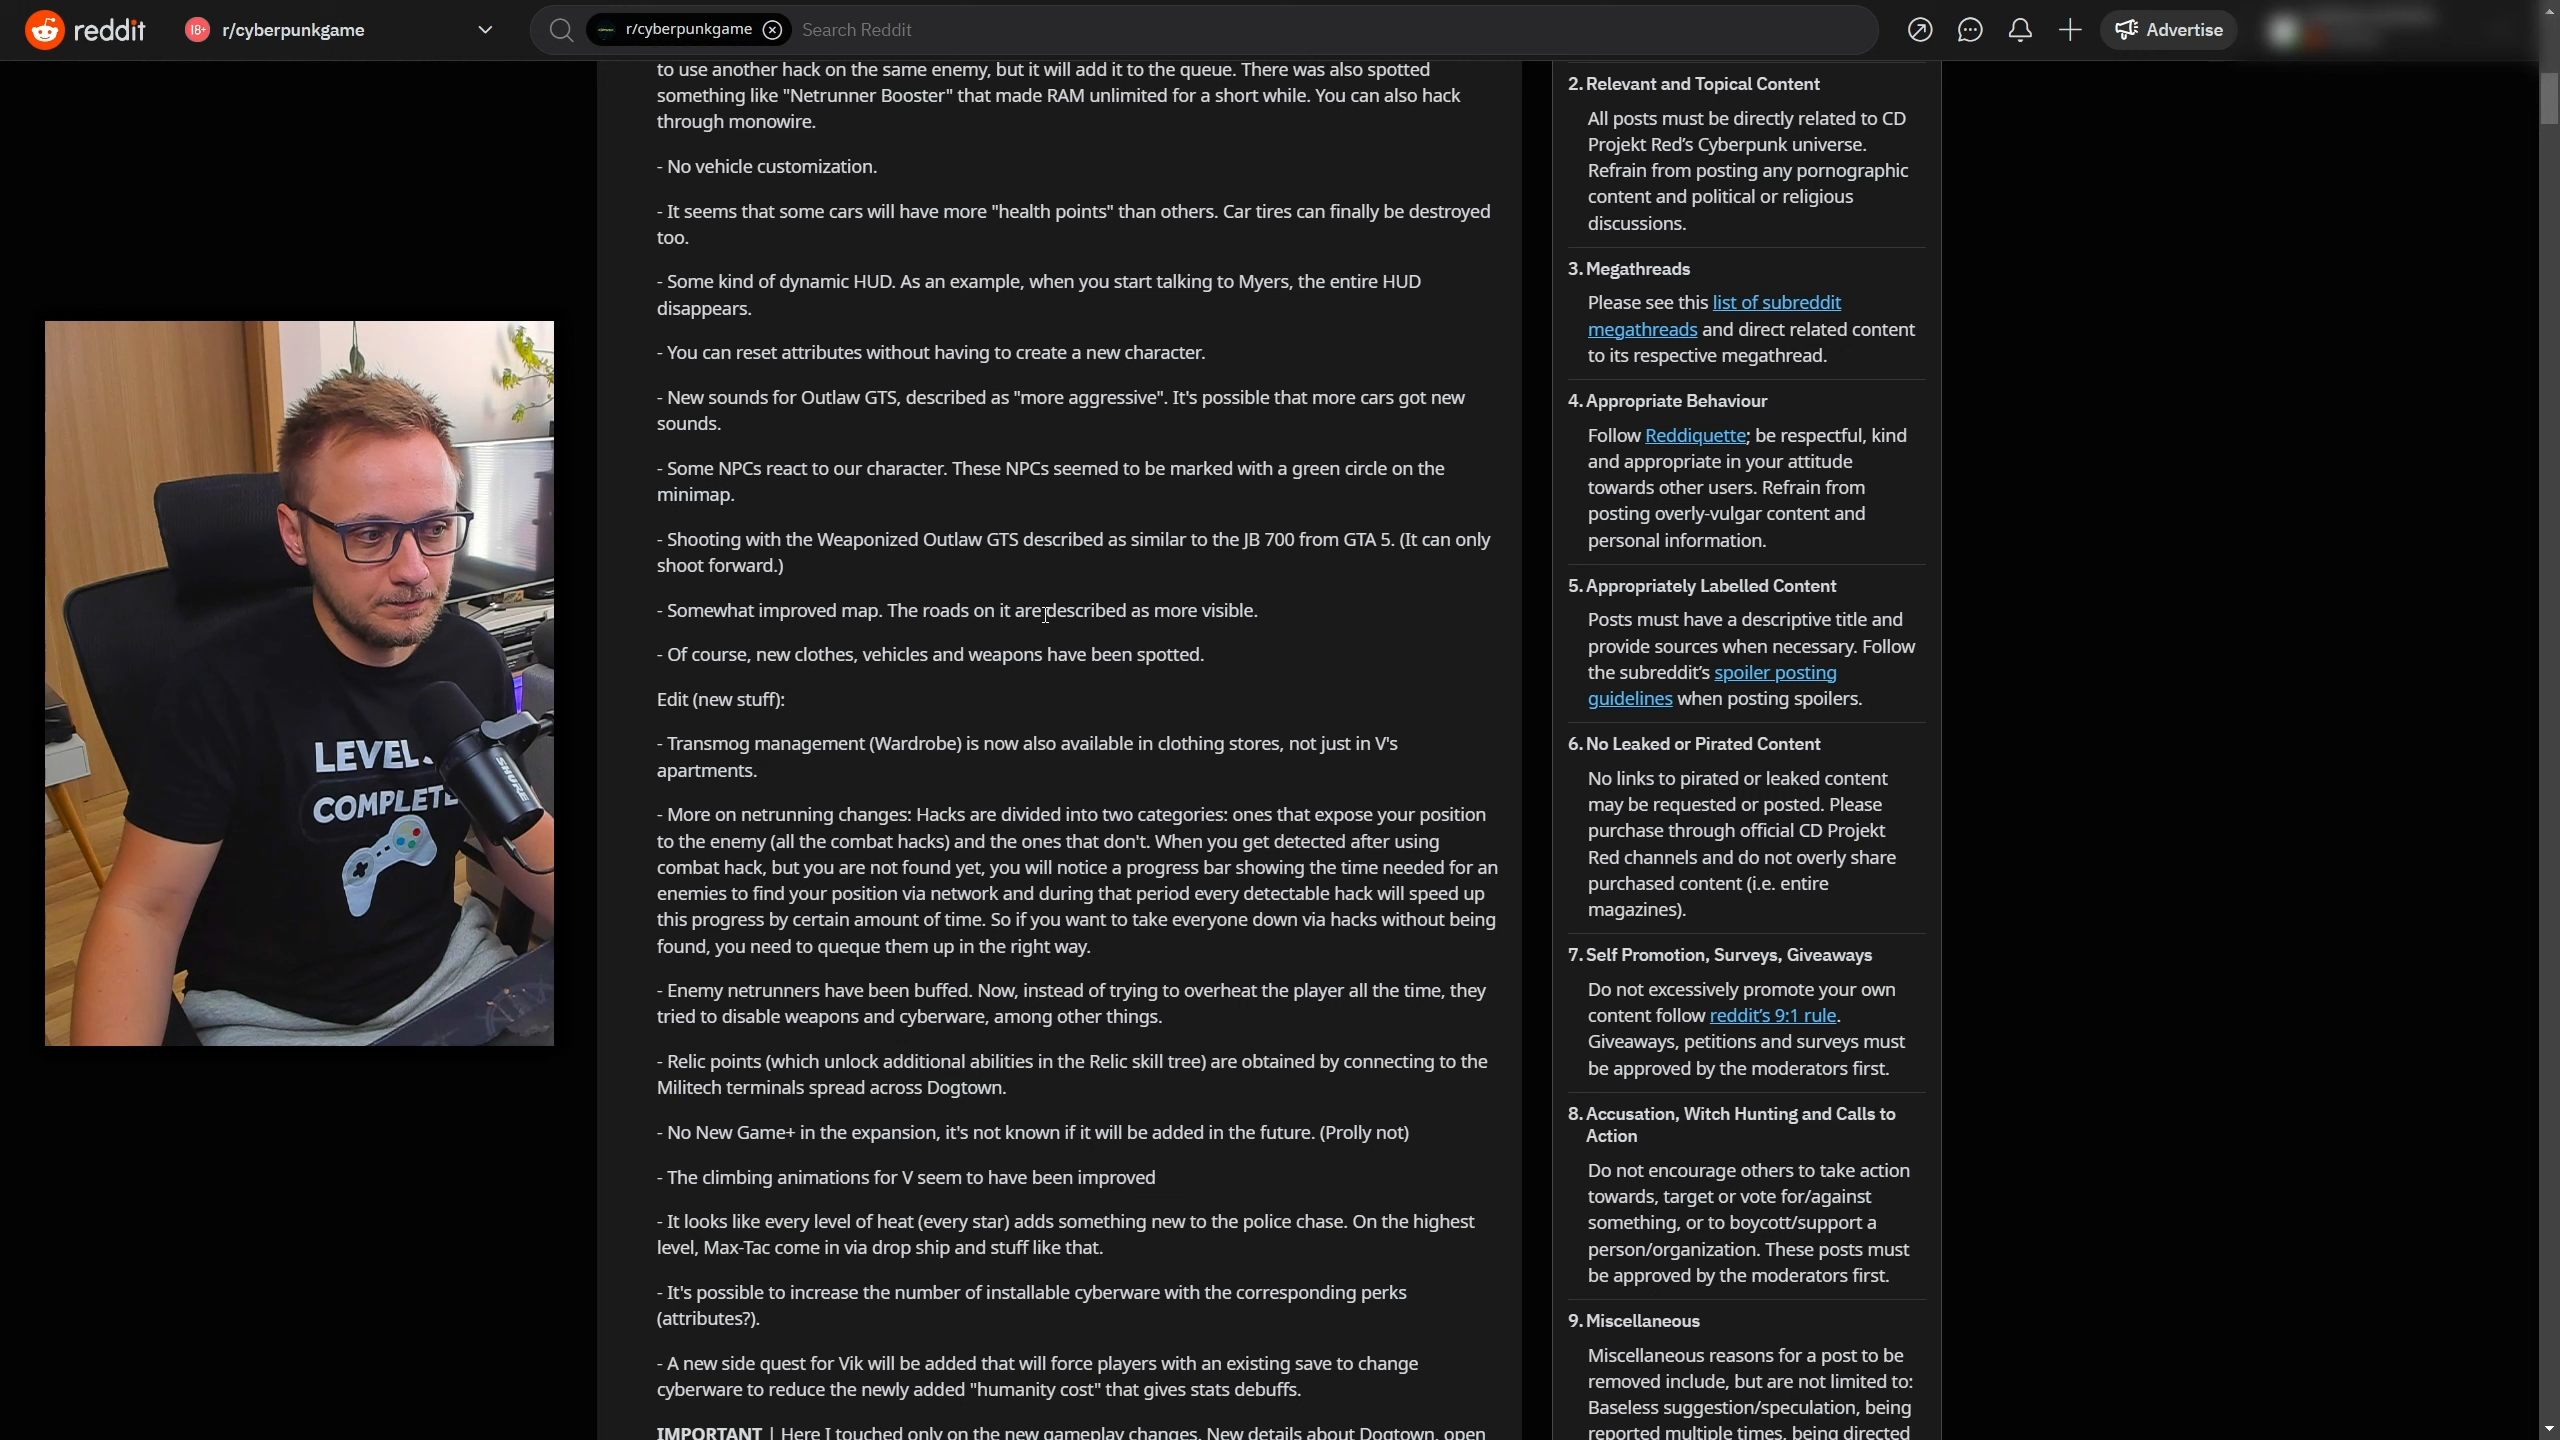 reddit
18+
r/cyberpunkgame
r/cyberpunkgame
Search Reddit
Advertise
to use another hack on the same enemy, but it will add it to the queue. There was also spotted
something like "Netrunner Booster" that made RAM unlimited for a short while. You can also hack
through monowire.
- No vehicle customization.
- It seems that some cars will have more "health points" than others. Car tires can finally be destroyed
too.
- Some kind of dynamic HUD. As an example, when you start talking to Myers, the entire HUD
disappears.
- You can reset attributes without having to create a new character.
- New sounds for Outlaw GTS, described as "more aggressive". It's possible that more cars got new
sounds.
- Some NPCs react to our character. These NPCs seemed to be marked with a green circle on the
minimap.
- Shooting with the Weaponized Outlaw GTS described as similar to the JB 700 from GTA 5. (It can only
shoot forward.)
- Somewhat improved map. The roads on it are described as more visible.
- Of course, new clothes, vehicles and weapons have been spotted.
Edit (new stuff):
- Transmog management (Wardrobe) is now also available in clothing stores, not just in V's
apartments.
- More on netrunning changes: Hacks are divided into two categories: ones that expose your position
to the enemy (all the combat hacks) and the ones that don't. When you get detected after using
combat hack, but you are not found yet, you will notice a progress bar showing the time needed for an
enemies to find your position via network and during that period every detectable hack will speed up
this progress by certain amount of time. So if you want to take everyone down via hacks without being
found, you need to queque them up in the right way.
- Enemy netrunners have been buffed. Now, instead of trying to overheat the player all the time, they
tried to disable weapons and cyberware, among other things.
- Relic points (which unlock additional abilities in the Relic skill tree) are obtained by connecting to the
Militech terminals spread across Dogtown.
- No New Game+ in the expansion, it's not known if it will be added in the future. (Prolly not)
- The climbing animations for V seem to have been improved
- It looks like every level of heat (every star) adds something new to the police chase. On the highest
level, Max-Tac come in via drop ship and stuff like that.
- It's possible to increase the number of installable cyberware with the corresponding perks
(attributes?).
- A new side quest for Vik will be added that will force players with an existing save to change
cyberware to reduce the newly added "humanity cost" that gives stats debuffs.
IMPORTANT | Here I touched only on the new gameplay changes. New details about Dogtown, open
2. Relevant and Topical Content
All posts must be directly related to CD
Projekt Red's Cyberpunk universe.
Refrain from posting any pornographic
content and political or religious
discussions.
3. Megathreads
Please see this list of subreddit
megathreads and direct related content
to its respective megathread.
4. Appropriate Behaviour
Follow Reddiquette; be respectful, kind
and appropriate in your attitude
towards other users. Refrain from
posting overly-vulgar content and
personal information.
5. Appropriately Labelled Content
Posts must have a descriptive title and
provide sources when necessary. Follow
the subreddit's spoiler posting
guidelines when posting spoilers.
6. No Leaked or Pirated Content
No links to pirated or leaked content
may be requested or posted. Please
purchase through official CD Projekt
Red channels and do not overly share
purchased content (i.e. entire
magazines).
7. Self Promotion, Surveys, Giveaways
Do not excessively promote your own
content follow reddit's 9:1 rule.
Giveaways, petitions and surveys must
be approved by the moderators first.
8. Accusation, Witch Hunting and Calls to
Action
Do not encourage others to take action
towards, target or vote for/against
something, or to boycott/support a
person/organization. These posts must
be approved by the moderators first.
9. Miscellaneous
Miscellaneous reasons for a post to be
removed include, but are not limited to:
Baseless suggestion/speculation, being
reported multiple times, being directed
LEVEL
COMPLETE
SHURE